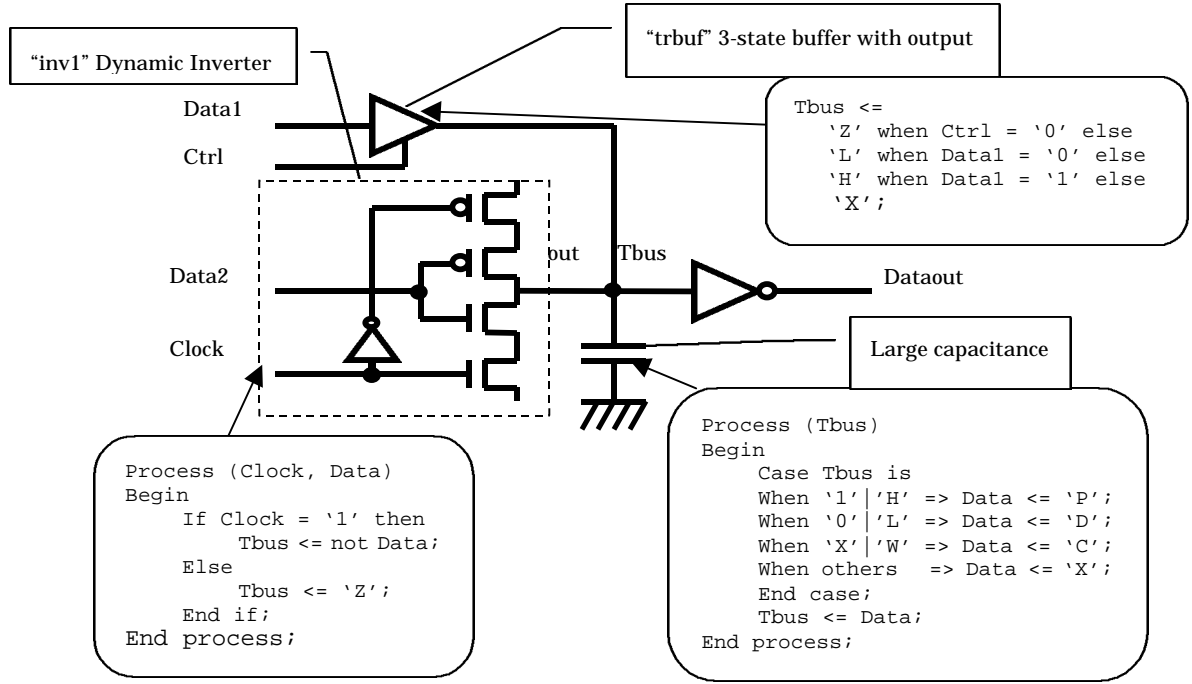 “inv1” Dynamic Inverter
“trbuf” 3-state buffer with output
Data1
Ctrl
Tbus <=
‘Z’ when Ctrl = ‘0’ else
‘L’ when Data1 = ‘0’ else
‘H’ when Data1 = ‘1’ else
‘X’;
out
Tbus
Data2
Dataout
Clock
Large capacitance
Process (Clock, Data)
Begin
If Clock = ‘1’ then
Tbus <= not Data;
Else
Tbus <= ‘Z’;
End if;
End process;
Process (Tbus)
Begin
Case Tbus is
When ‘1’|’H’ => Data <= ‘P’;
When ‘0’|’L’ => Data <= ‘D’;
When ‘X’|’W’ => Data <= ‘C’;
When others => Data <= ‘X’;
End case;
Tbus <= Data;
End process;